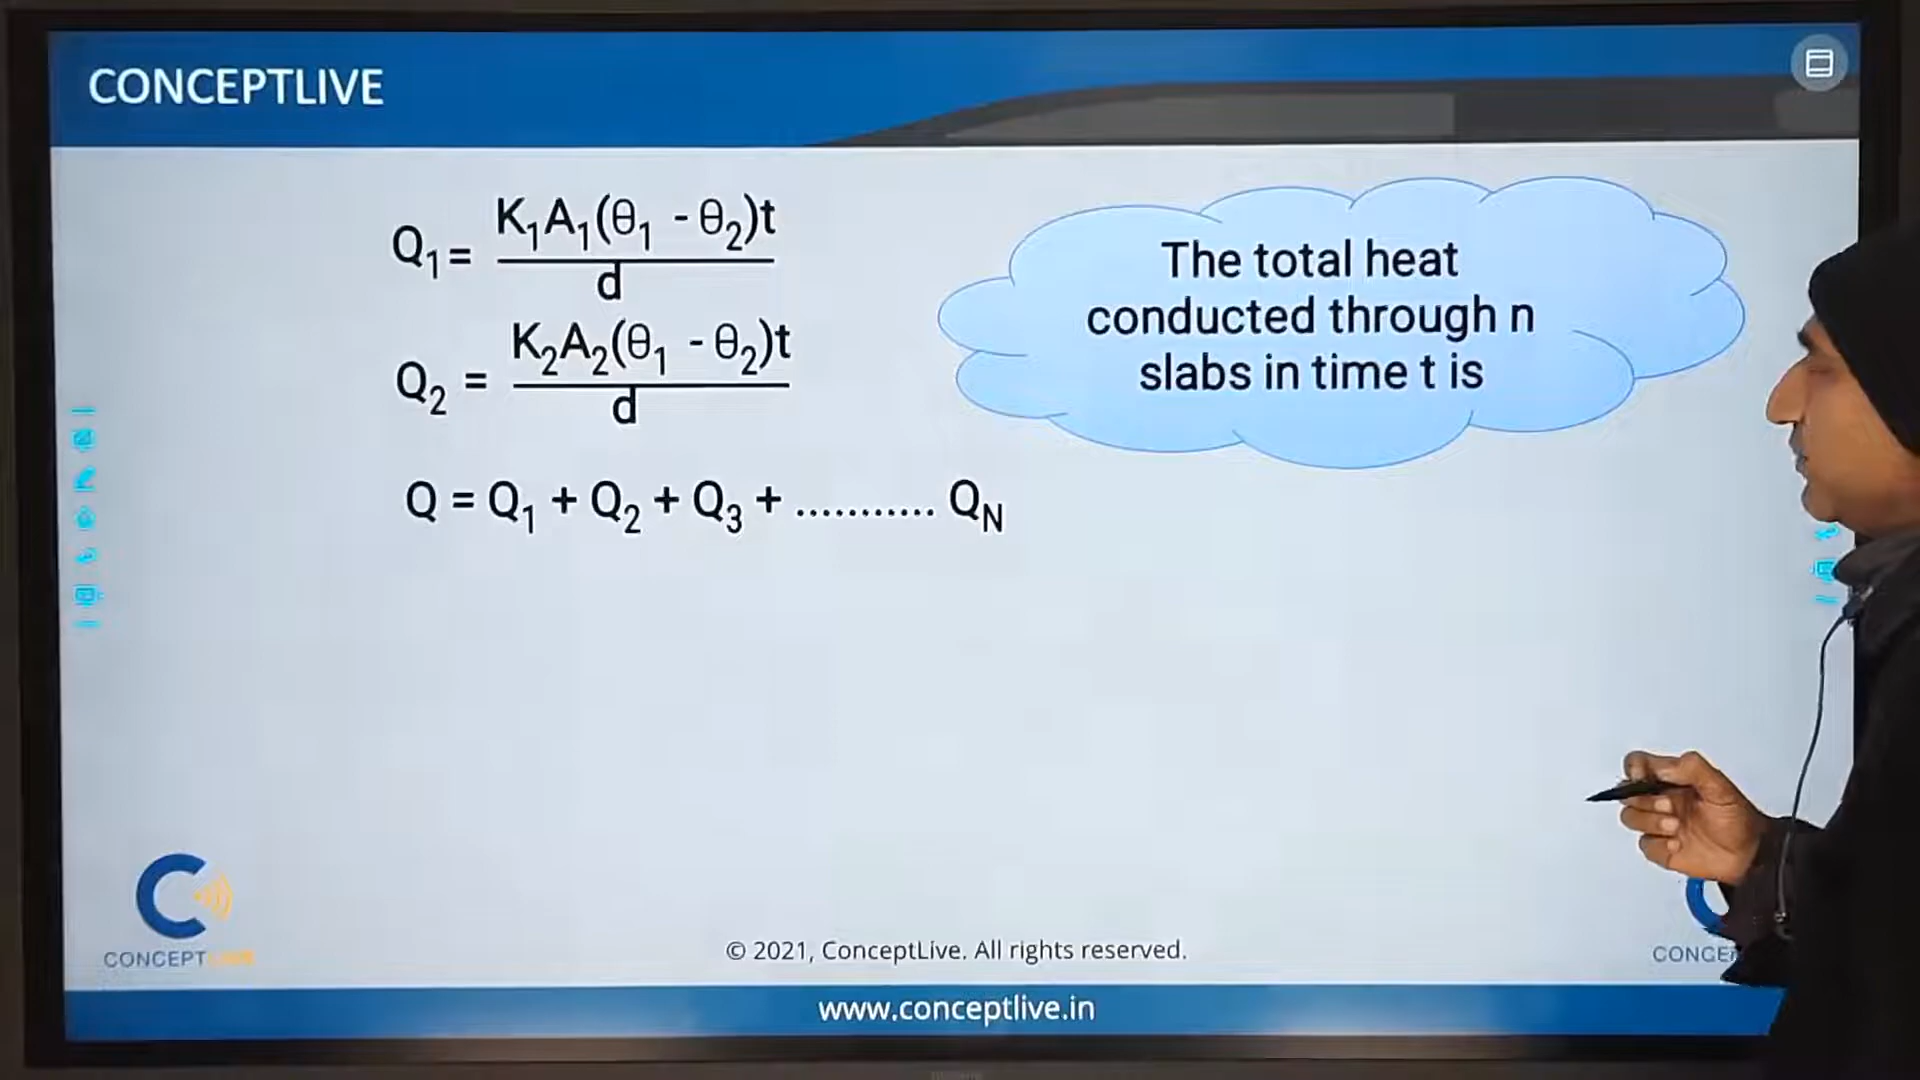 CONCEPTLIVE
Q₁ = K₁A₁(θ₁ - θ₂)t / d
Q₂ = K₂A₂(θ₁ - θ₂)t / d
The total heat
conducted through n
slabs in time t is
Q = Q₁ + Q₂ + Q₃ + ........... Q_N
CONCEPTLIVE
© 2021, ConceptLive. All rights reserved.
www.conceptlive.in